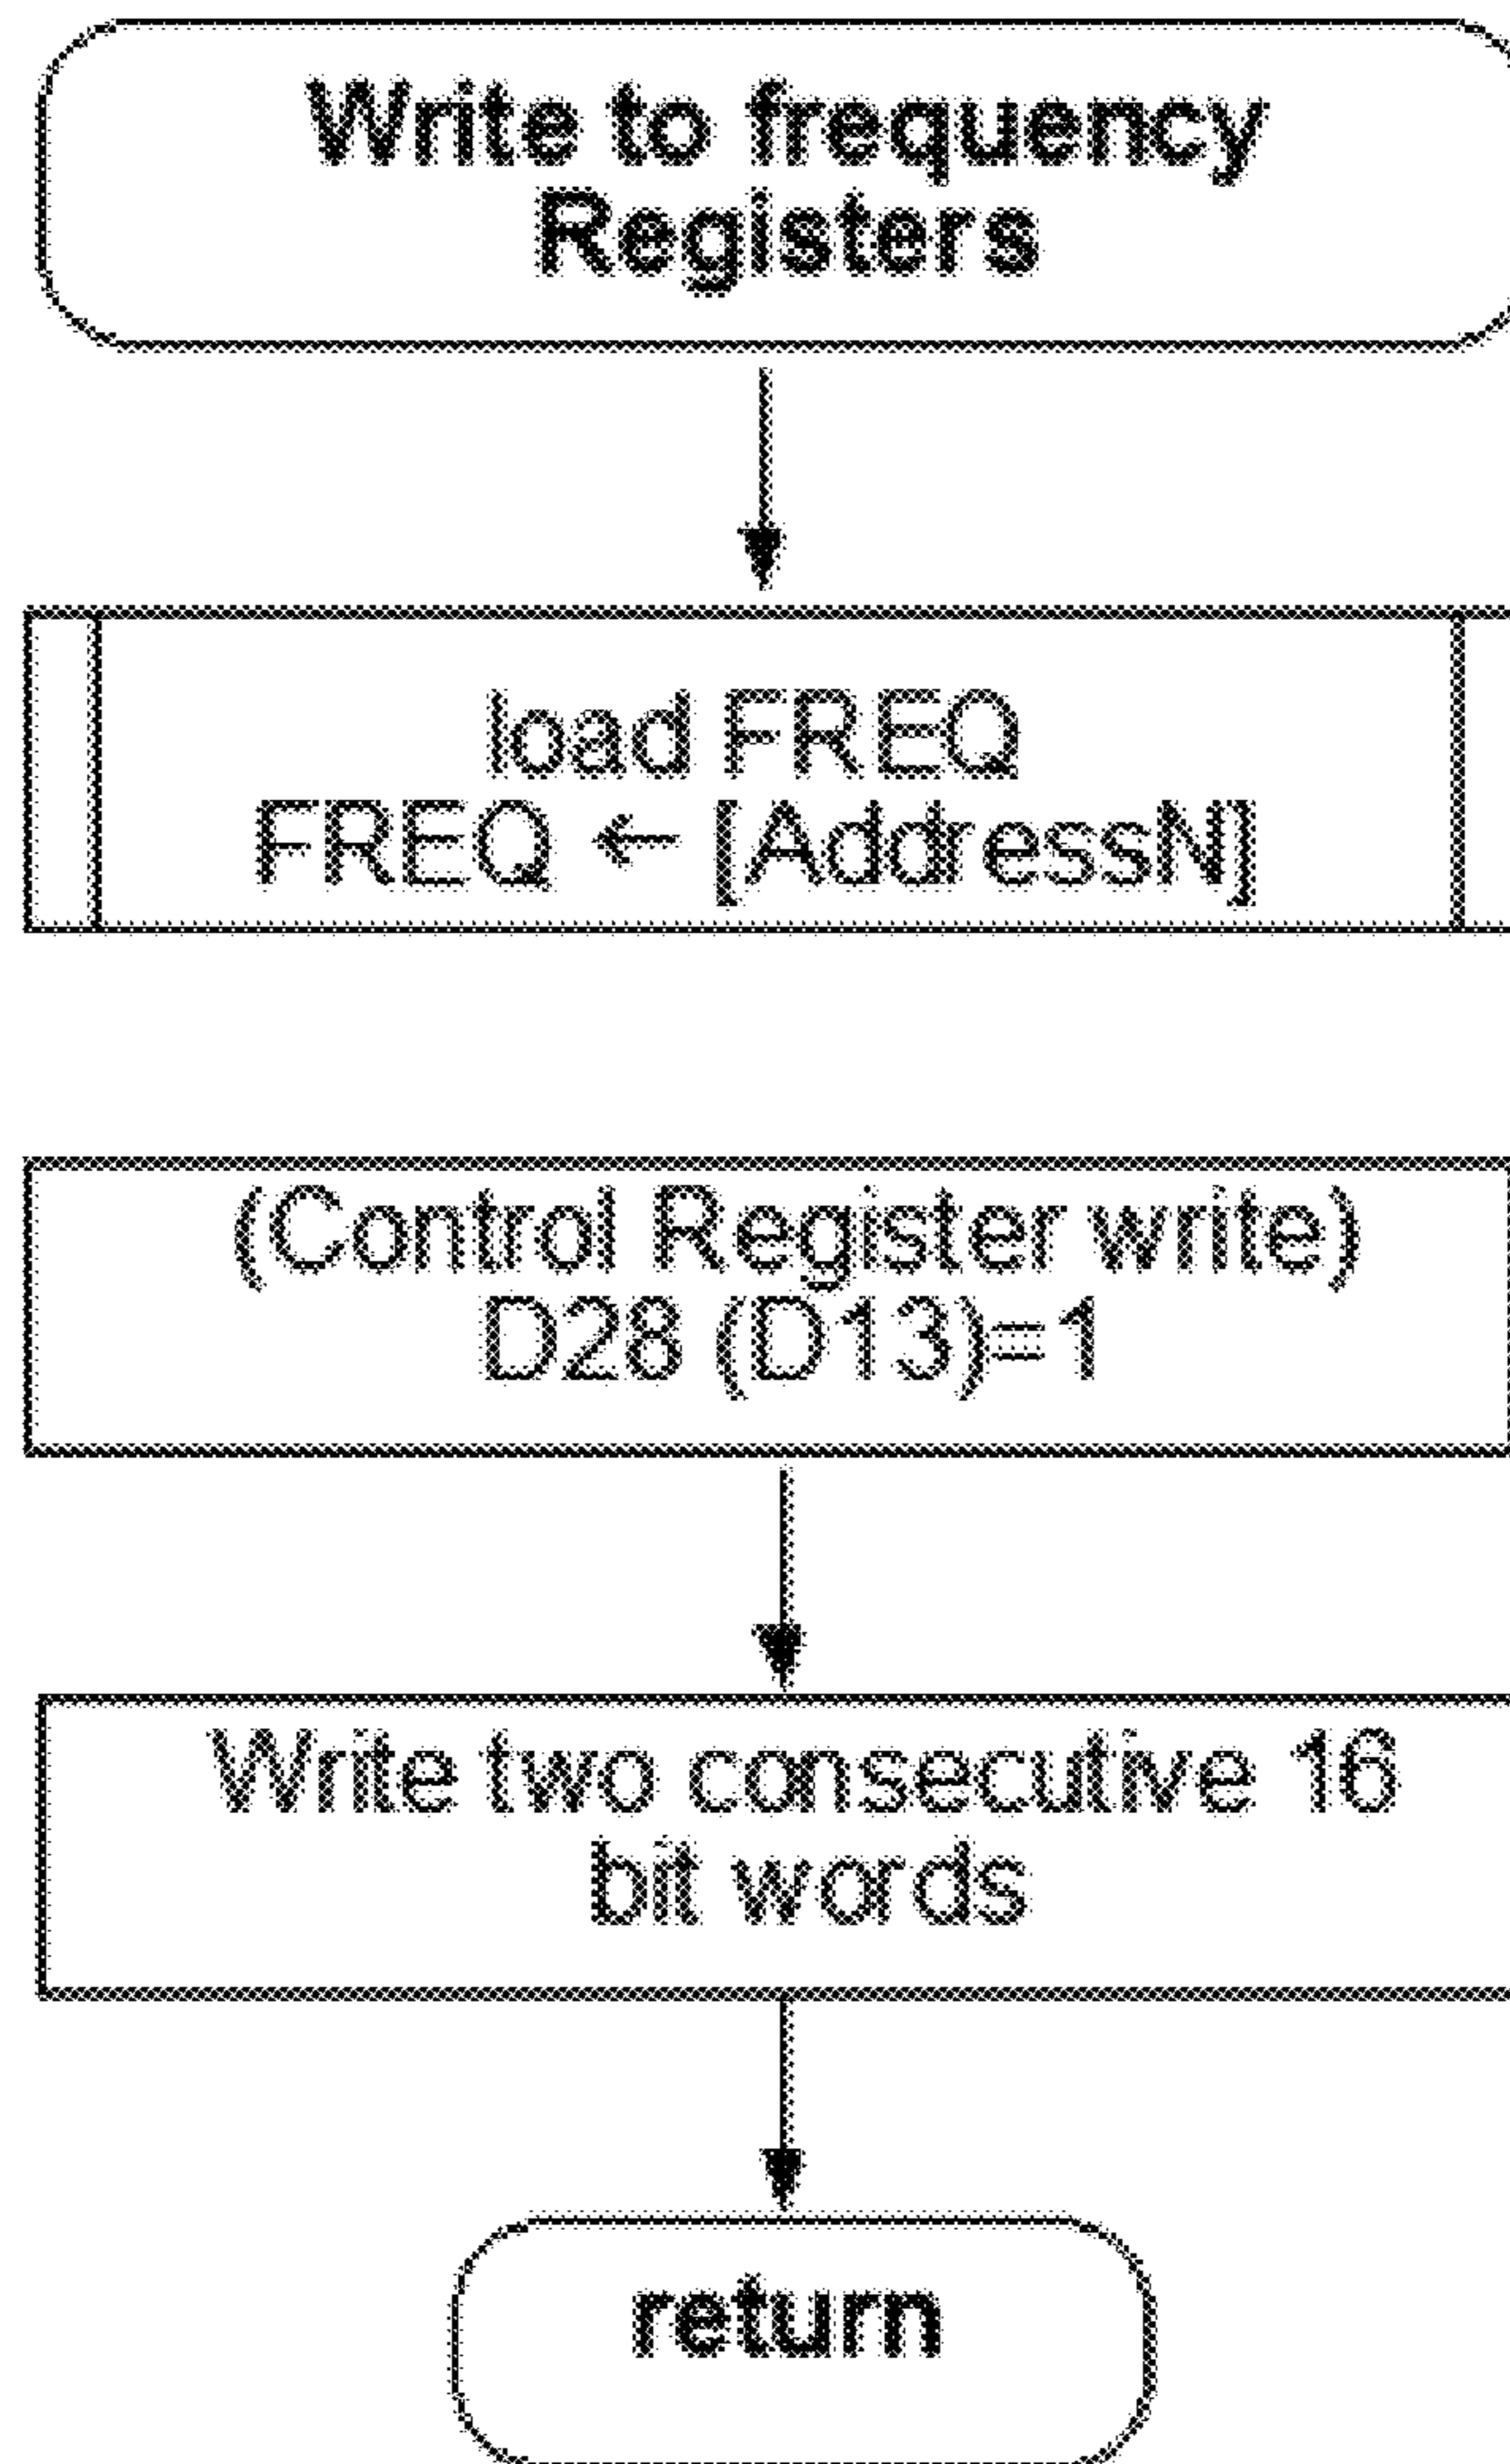 Write to frequency
Registers
load FREQ
FREQ ← [AddressN]
(Control Register write)
D28 (D13)=1
Write two consecutive 16
bit words
return